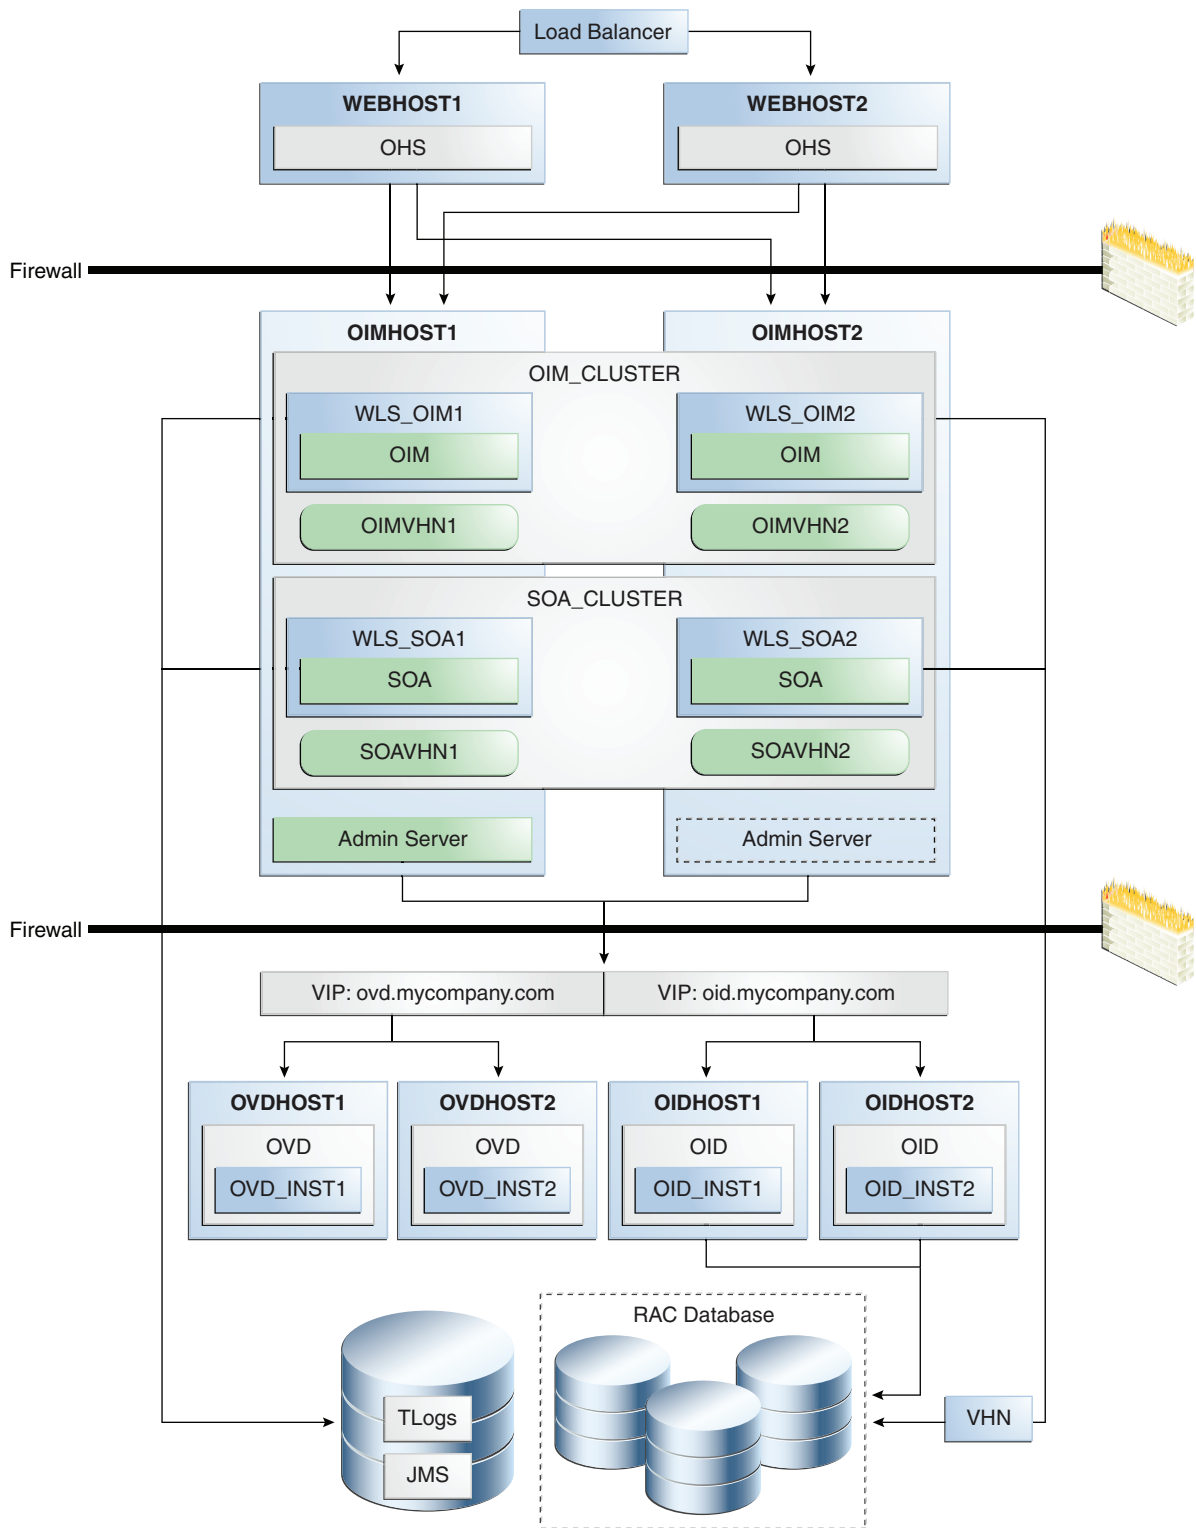 Load Balancer
WEBHOST1
WEBHOST2
OHS
OHS
Firewall
OIMHOST1
OIMHOST2
OIM_CLUSTER
WLS_OIM1
WLS_OIM2
OIM
OIM
OIMVHN1
OIMVHN2
SOA_CLUSTER
WLS_SOA1
WLS_SOA2
SOA
SOA
SOAVHN1
SOAVHN2
Admin Server
Admin Server
Firewall
VIP: ovd.mycompany.com
VIP: oid.mycompany.com
OVDHOST1
OVDHOST2
OIDHOST1
OIDHOST2
OVD
OVD
OID
OID
OVD_INST1
OVD_INST2
OID_INST1
OID_INST2
RAC Database
TLogs
VHN
JMS